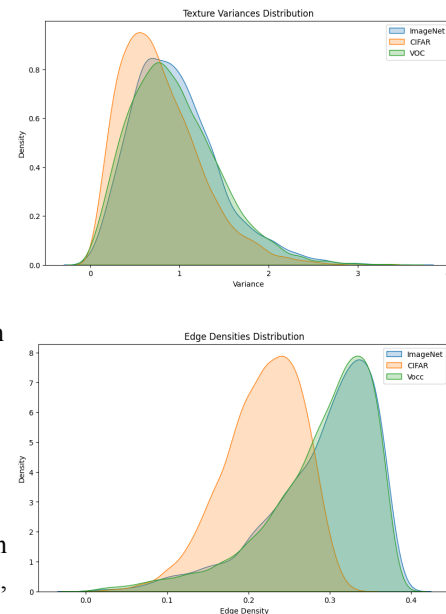 Texture Variances Distribution
ImageNet
CIFAR
VOC
0.8
0.6
0.4
0.2
0.0
Density
0
1
2
3
Variance
Edge Densities Distribution
ImageNet
CIFAR
Vocc
8
7
6
5
4
3
2
1
0
Density
0.0
0.1
0.2
0.3
0.4
Edge Density
,